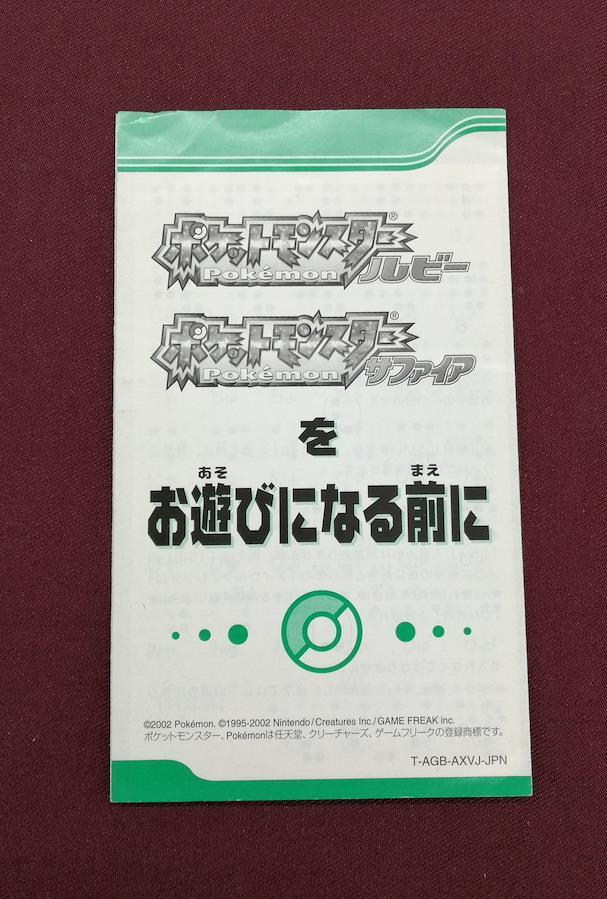 ポケットモンスター®
Pokémon ルビー
ポケットモンスター®
Pokémon サファイア
を
あそ まえ
お遊びになる前に
©2002 Pokémon. ©1995-2002 Nintendo/Creatures Inc./GAME FREAK inc.
ポケットモンスター、Pokémonは任天堂、クリーチャーズ、ゲームフリークの登録商標です。
T-AGB-AXVJ-JPN